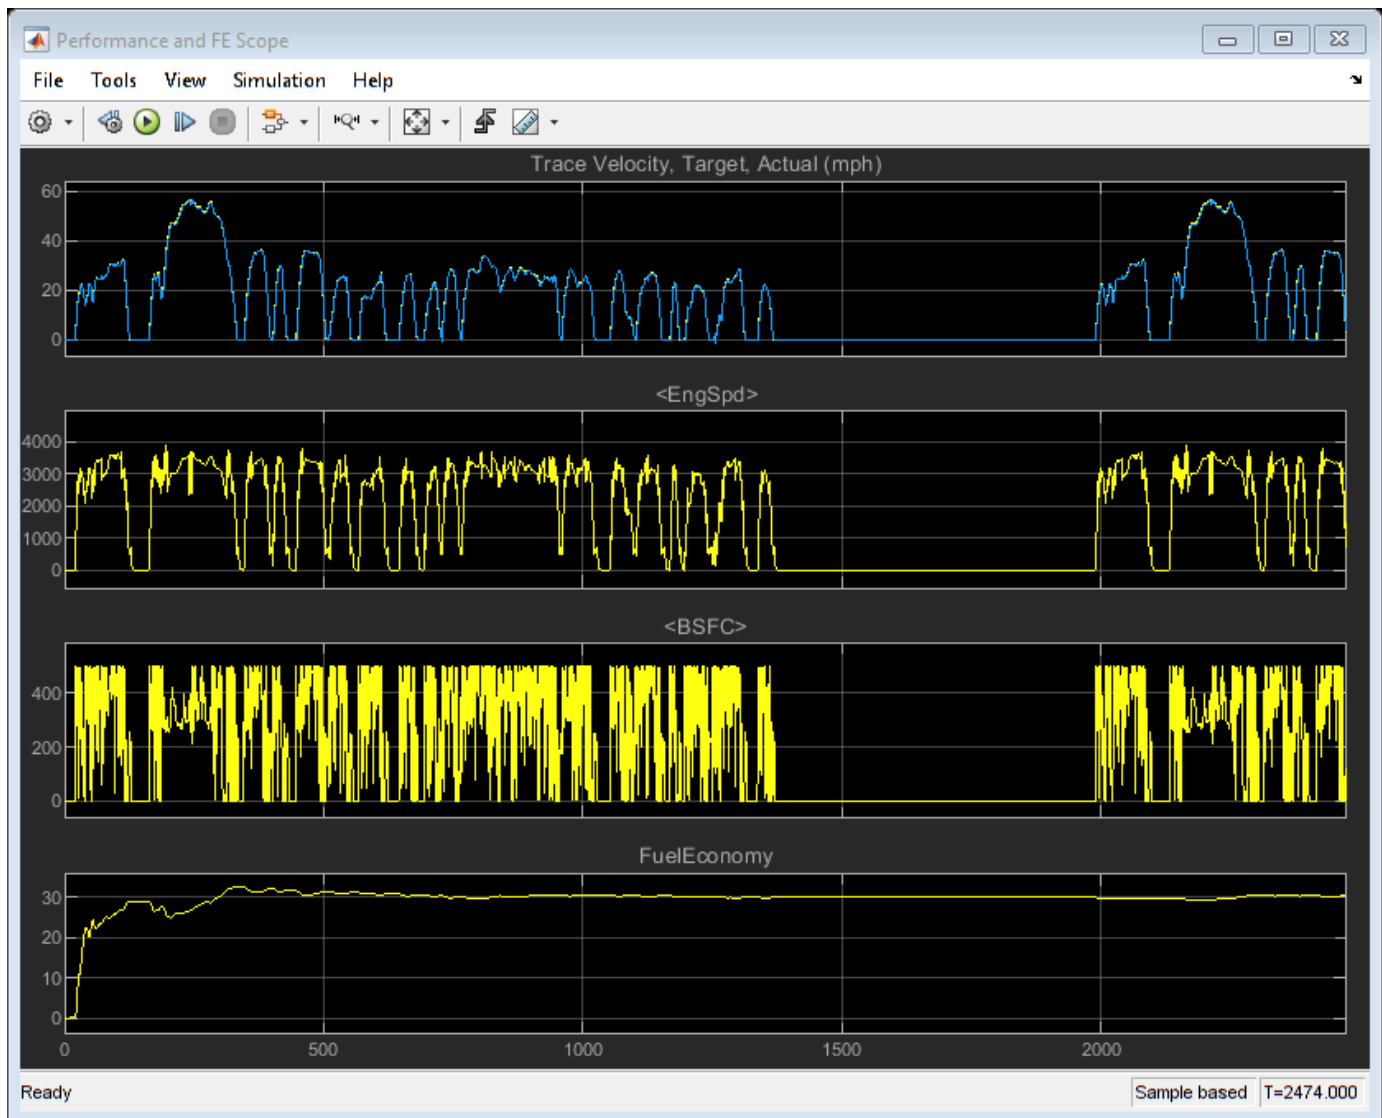 Performance and FE Scope
File Tools View Simulation Help
Trace Velocity, Target, Actual (mph)
60
40
20
0
<EngSpd>
4000
3000
2000
1000
0
<BSFC>
400
200
0
FuelEconomy
30
20
10
0
0 500 1000 1500 2000
Ready Sample based T=2474.000